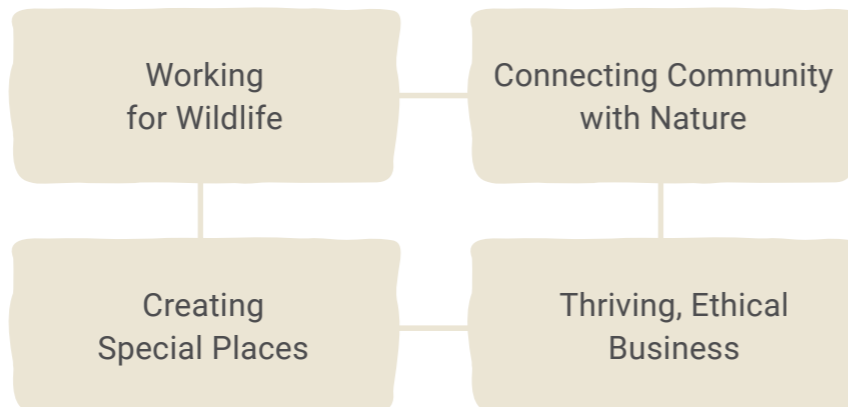 Working
for Wildlife
Connecting Community
with Nature
Creating
Special Places
Thriving, Ethical
Business